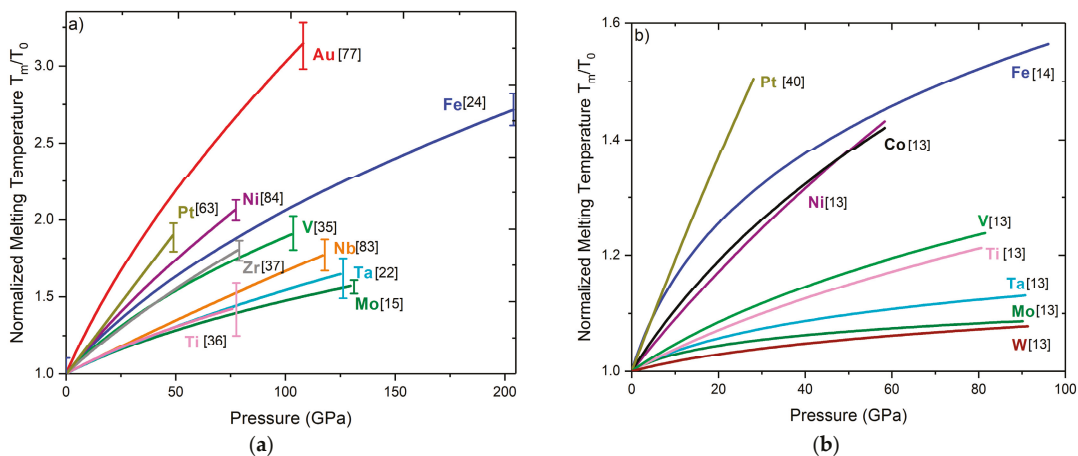 a)
Normalized Melting Temperature Tm/T0
3.0
2.5
2.0
1.5
1.0
Au [77]
Fe[24]
Ni[84]
Pt[63]
V[35]
Nb[83]
Zr[37]
Ta [22]
Mo[15]
Ti [36]
0 50 100 150 200
Pressure (GPa)
(a)
b)
Normalized Melting Temperature Tm/T0
1.6
1.4
1.2
1.0
Pt [40]
Fe[14]
Co[13]
Ni[13]
V[13]
Ti [13]
Ta[13]
Mo[13]
W[13]
0 20 40 60 80 100
Pressure (GPa)
(b)